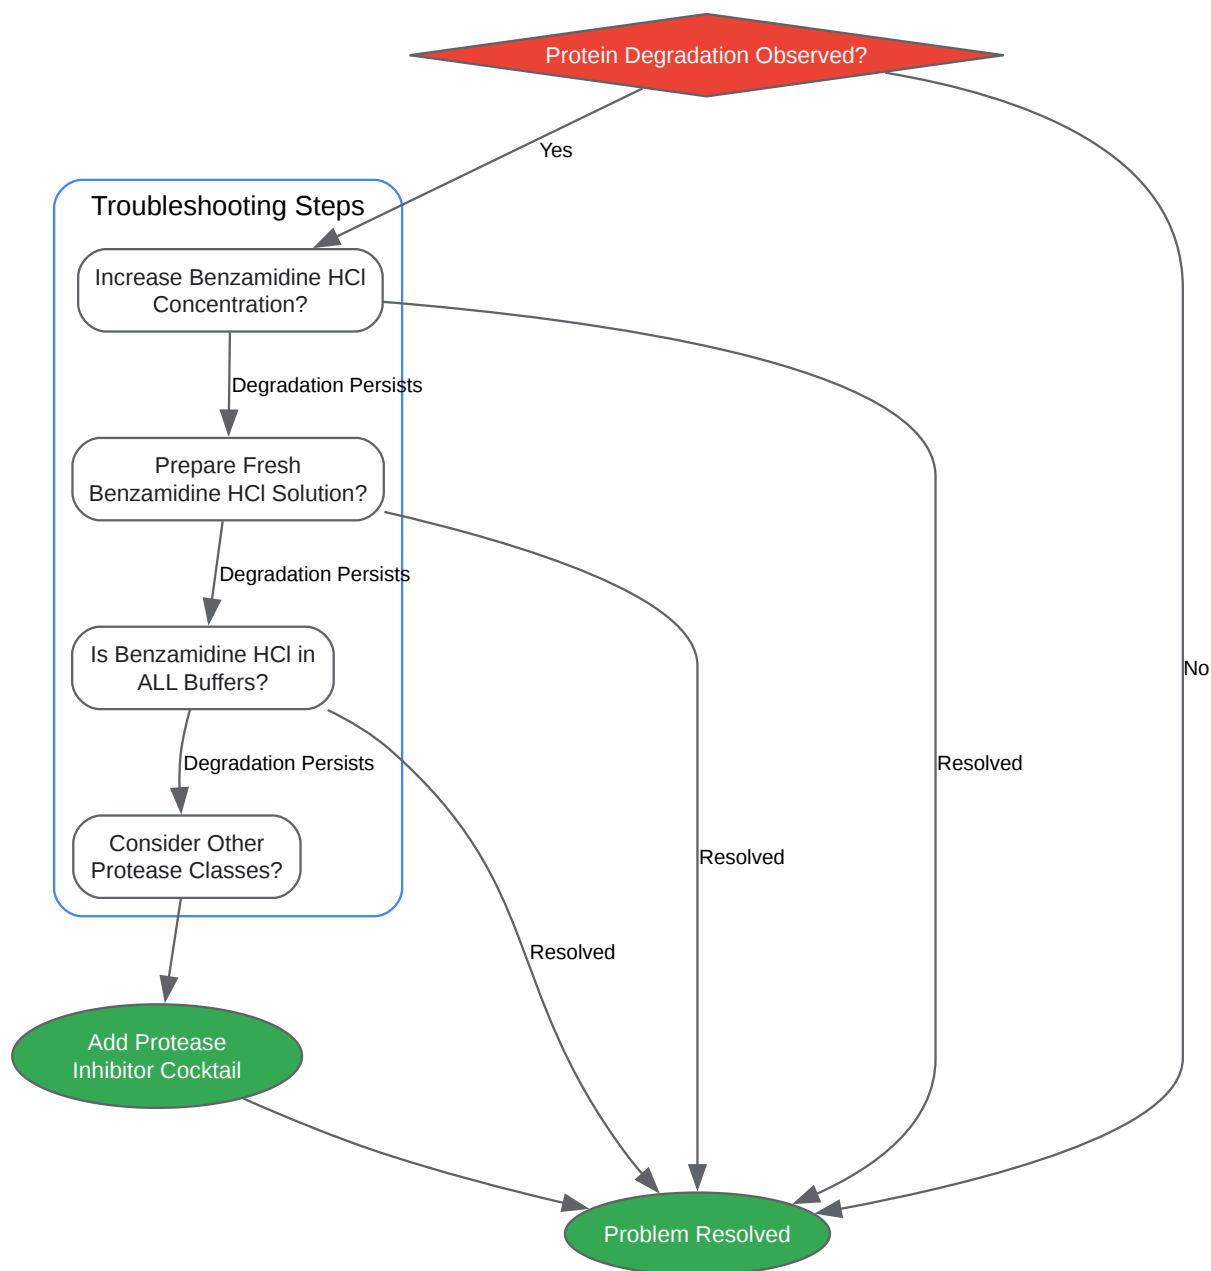 Protein Degradation Observed?
Yes
Troubleshooting Steps
Increase Benzamidine HCl
Concentration?
Degradation Persists
Prepare Fresh
Benzamidine HCl Solution?
Degradation Persists
Is Benzamidine HCl in
ALL Buffers?
No
Degradation Persists
Resolved
Consider Other
Protease Classes?
Resolved
Resolved
Add Protease
Inhibitor Cocktail
Problem Resolved